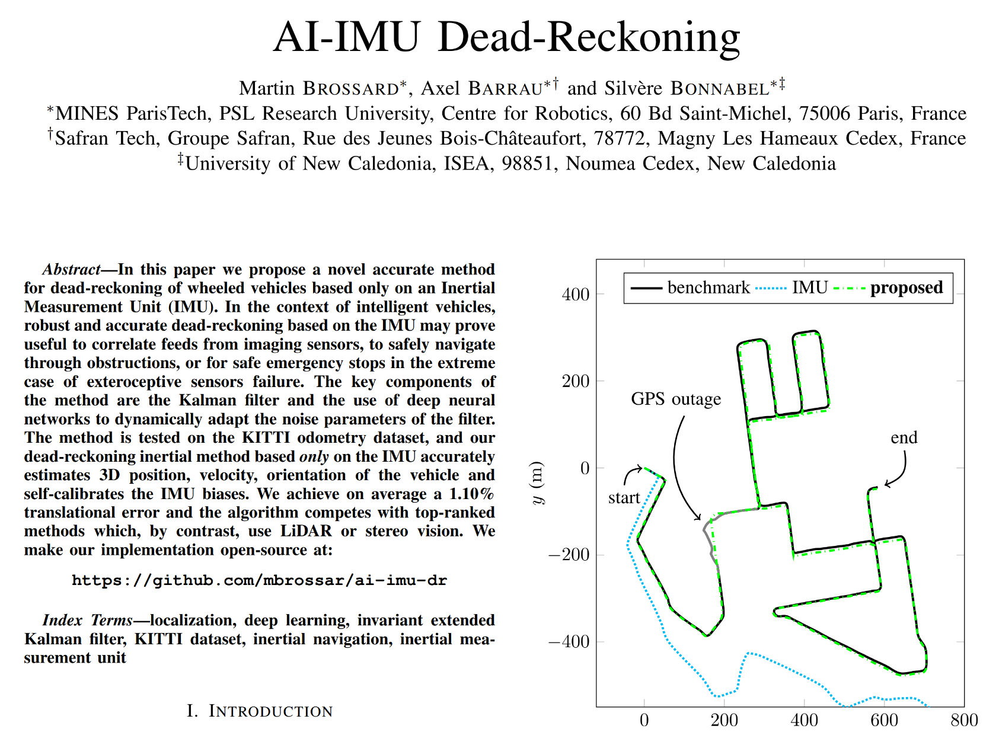 AI-IMU Dead-Reckoning
Martin BROSSARD*, Axel BARRAU*† and Silvère BONNABEL*‡
*MINES ParisTech, PSL Research University, Centre for Robotics, 60 Bd Saint-Michel, 75006 Paris, France
†Safran Tech, Groupe Safran, Rue des Jeunes Bois-Châteaufort, 78772, Magny Les Hameaux Cedex, France
‡University of New Caledonia, ISEA, 98851, Noumea Cedex, New Caledonia
Abstract—In this paper we propose a novel accurate method
for dead-reckoning of wheeled vehicles based only on an Inertial
Measurement Unit (IMU). In the context of intelligent vehicles,
robust and accurate dead-reckoning based on the IMU may prove
useful to correlate feeds from imaging sensors, to safely navigate
through obstructions, or for safe emergency stops in the extreme
case of exteroceptive sensors failure. The key components of
the method are the Kalman filter and the use of deep neural
networks to dynamically adapt the noise parameters of the filter.
The method is tested on the KITTI odometry dataset, and our
dead-reckoning inertial method based only on the IMU accurately
estimates 3D position, velocity, orientation of the vehicle and
self-calibrates the IMU biases. We achieve on average a 1.10%
translational error and the algorithm competes with top-ranked
methods which, by contrast, use LiDAR or stereo vision. We
make our implementation open-source at:
https://github.com/mbrossar/ai-imu-dr
Index Terms—localization, deep learning, invariant extended
Kalman filter, KITTI dataset, inertial navigation, inertial mea-
surement unit
I. INTRODUCTION
benchmark IMU proposed
400
200
0
−200
−400
y (m)
GPS outage
start
end
0 200 400 600 800